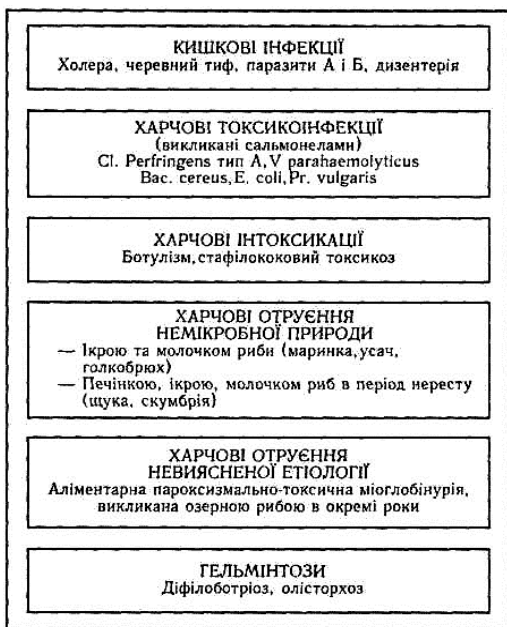 КИШКОВІ ІНФЕКЦІЇ
Холера, черевний тиф, паразити А і Б, дизентерія
ХАРЧОВІ ТОКСИКОІНФЕКЦІЇ
(викликані сальмонелами)
Cl. Perfringens тип А, V parahaemolyticus
Bac. cereus, E. coli, Pr. vulgaris
ХАРЧОВІ ІНТОКСИКАЦІЇ
Ботулізм, стафілококовий токсикоз
ХАРЧОВІ ОТРУЄННЯ
НЕМІКРОБНОЇ ПРИРОДИ
— Ікрою та молочком риби (маринка, усач,
голкобрюх)
— Печінкою, ікрою, молочком риб в період нересту
(щука, скумбрія)
ХАРЧОВІ ОТРУЄННЯ
НЕВИЯСНЕНОЇ ЕТІОЛОГІЇ
Аліментарна пароксизмально-токсична міоглобінурія,
викликана озерною рибою в окремі роки
ГЕЛЬМІНТОЗИ
Діфілоботріоз, олісторхоз